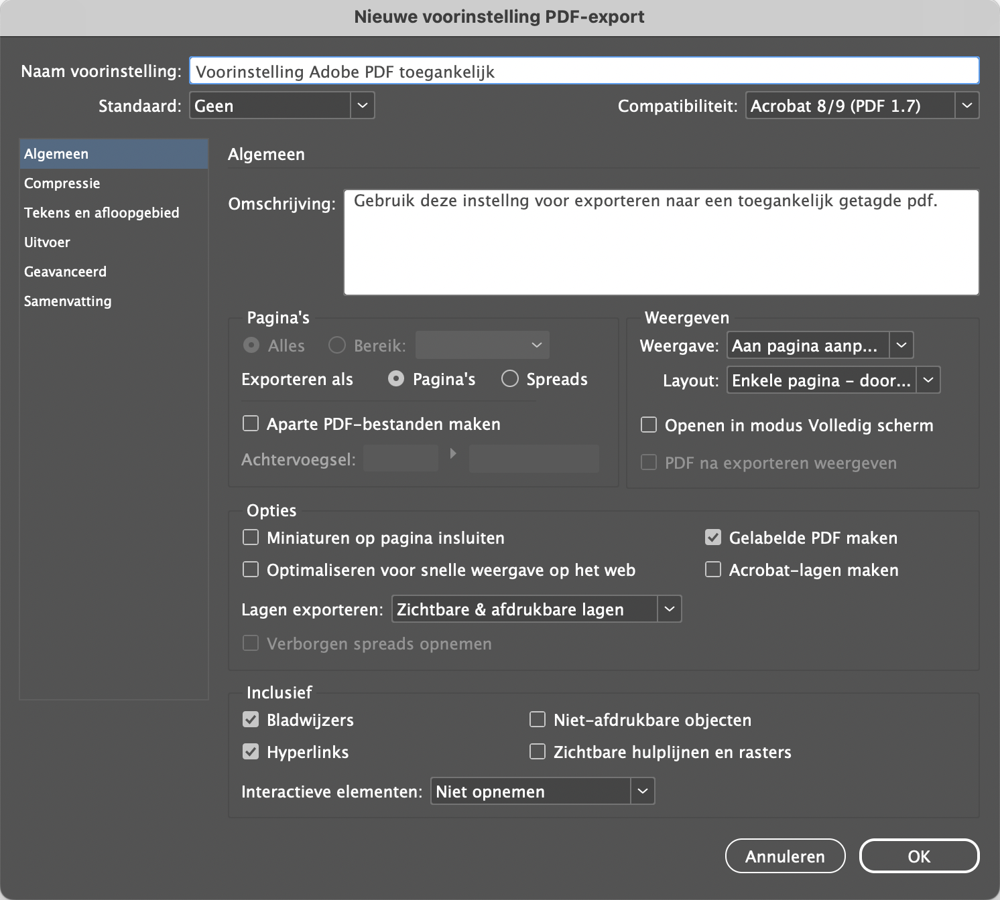 Nieuwe voorinstelling PDF-export
Naam voorinstelling: Voorinstelling Adobe PDF toegankelijk
Standaard: Geen Compatibiliteit: Acrobat 8/9 (PDF 1.7)
Algemeen
Compressie
Tekens en afloopgebied
Uitvoer
Geavanceerd
Samenvatting
Algemeen
Omschrijving: Gebruik deze instellng voor exporteren naar een toegankelijk getagde pdf.
Pagina's
Alles Bereik:
Exporteren als Pagina's Spreads
Aparte PDF-bestanden maken
Achtervoegsel:
Weergeven
Weergave: Aan pagina aanp...
Layout: Enkele pagina – door...
Openen in modus Volledig scherm
PDF na exporteren weergeven
Opties
Miniaturen op pagina insluiten Gelabelde PDF maken
Optimaliseren voor snelle weergave op het web Acrobat-lagen maken
Lagen exporteren: Zichtbare & afdrukbare lagen
Verborgen spreads opnemen
Inclusief
Bladwijzers Niet-afdrukbare objecten
Hyperlinks Zichtbare hulplijnen en rasters
Interactieve elementen: Niet opnemen
Annuleren OK